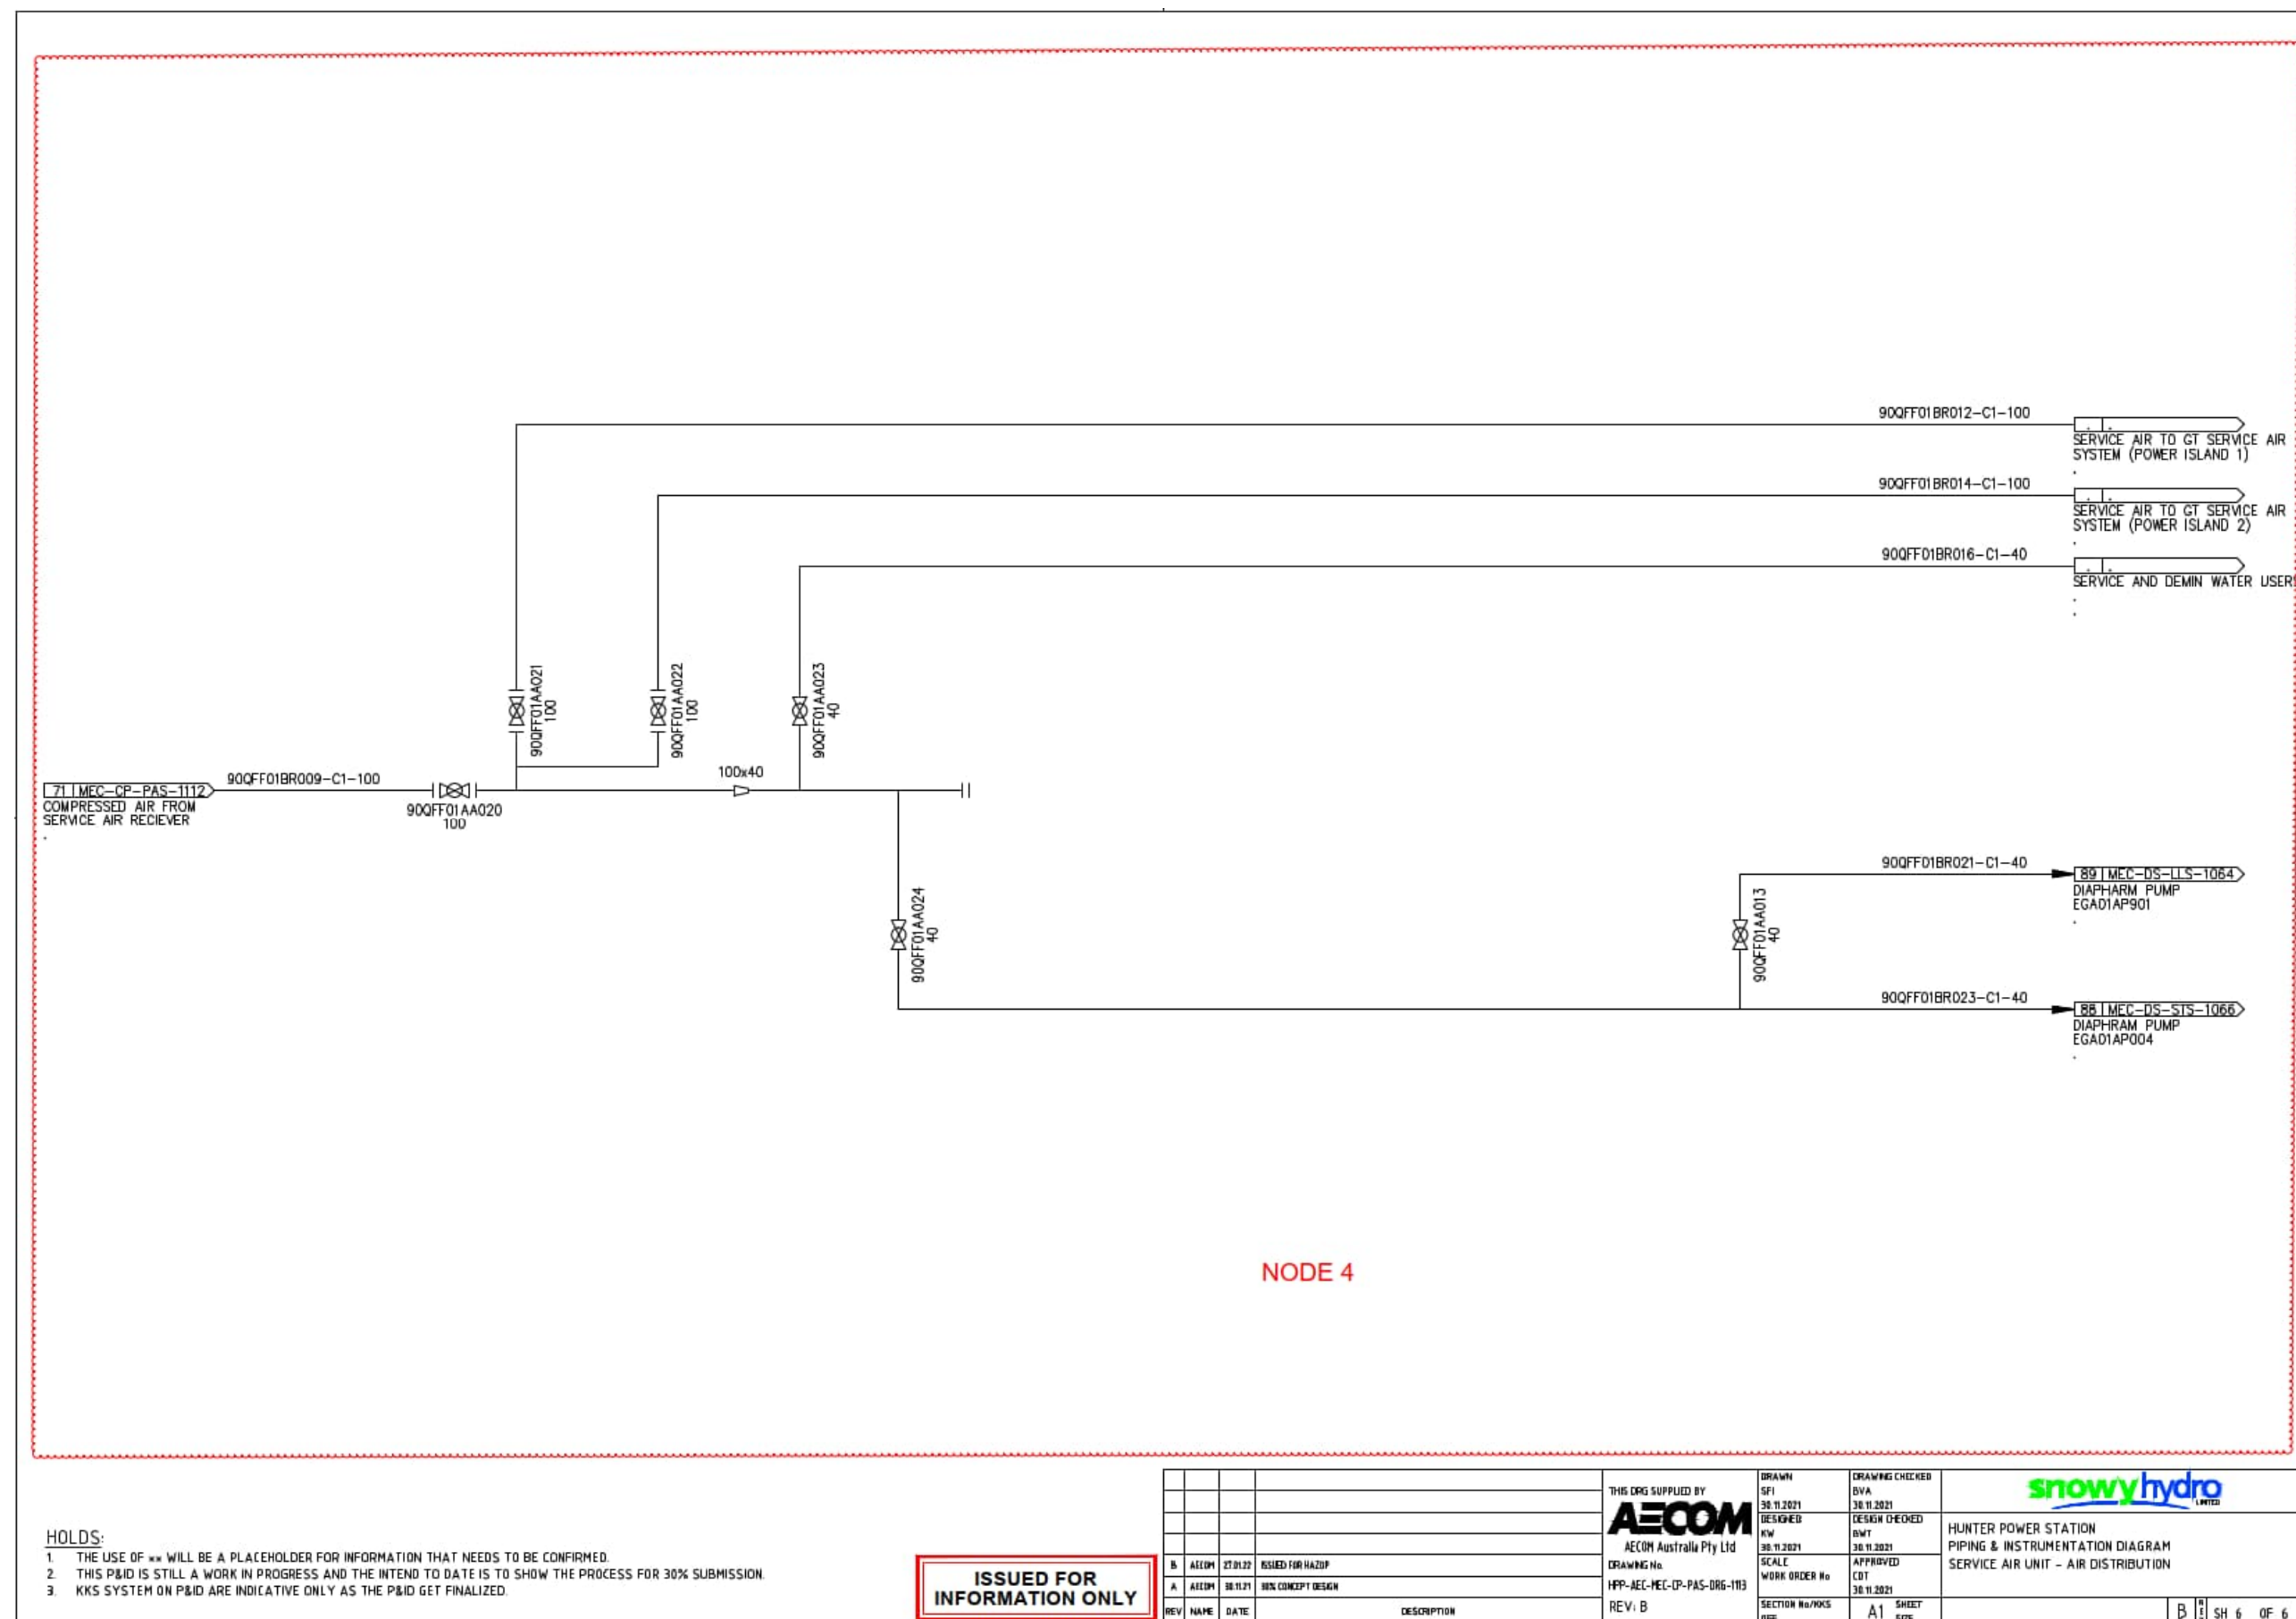 90QFF01BR012-C1-100
SERVICE AIR TO GT SERVICE AIR
SYSTEM (POWER ISLAND 1)
90QFF01BR014-C1-100
SERVICE AIR TO GT SERVICE AIR
SYSTEM (POWER ISLAND 2)
90QFF01BR016-C1-40
SERVICE AND DEMIN WATER USER
90QFF01AA021
100
90QFF01AA022
100
90QFF01AA023
40
71 MEC-CP-PAS-1112
COMPRESSED AIR FROM
SERVICE AIR RECIEVER
90QFF01BR009-C1-100
90QFF01AA020
100
100x40
90QFF01AA024
40
90QFF01AA013
40
90QFF01BR021-C1-40
89 MEC-DS-LLS-1064
DIAPHARM PUMP
EGA01AP901
90QFF01BR023-C1-40
88 MEC-DS-STS-1066
DIAPHRAM PUMP
EGA01AP004
NODE 4
HOLDS:
1. THE USE OF ** WILL BE A PLACEHOLDER FOR INFORMATION THAT NEEDS TO BE CONFIRMED.
2. THIS P&ID IS STILL A WORK IN PROGRESS AND THE INTEND TO DATE IS TO SHOW THE PROCESS FOR 30% SUBMISSION.
3. KKS SYSTEM ON P&ID ARE INDICATIVE ONLY AS THE P&ID GET FINALIZED.
ISSUED FOR
INFORMATION ONLY
B AECOM 27.01.22 ISSUED FOR HAZOP
A AECOM 30.11.21 30% CONCEPT DESIGN
REV NAME DATE DESCRIPTION
THIS DRG SUPPLIED BY
AECOM
AECOM Australia Pty Ltd
DRAWING No.
HPP-AEC-MEC-CP-PAS-DRG-1113
REV: B
DRAWN
SFI
30.11.2021
DRAWING CHECKED
BVA
30.11.2021
DESIGNED
KW
30.11.2021
DESIGN CHECKED
BWT
30.11.2021
SCALE
WORK ORDER No
APPROVED
CDT
30.11.2021
SECTION No/KKS
A1 SHEET
snowyhydro
LIMITED
HUNTER POWER STATION
PIPING & INSTRUMENTATION DIAGRAM
SERVICE AIR UNIT - AIR DISTRIBUTION
B SH 6 OF 6